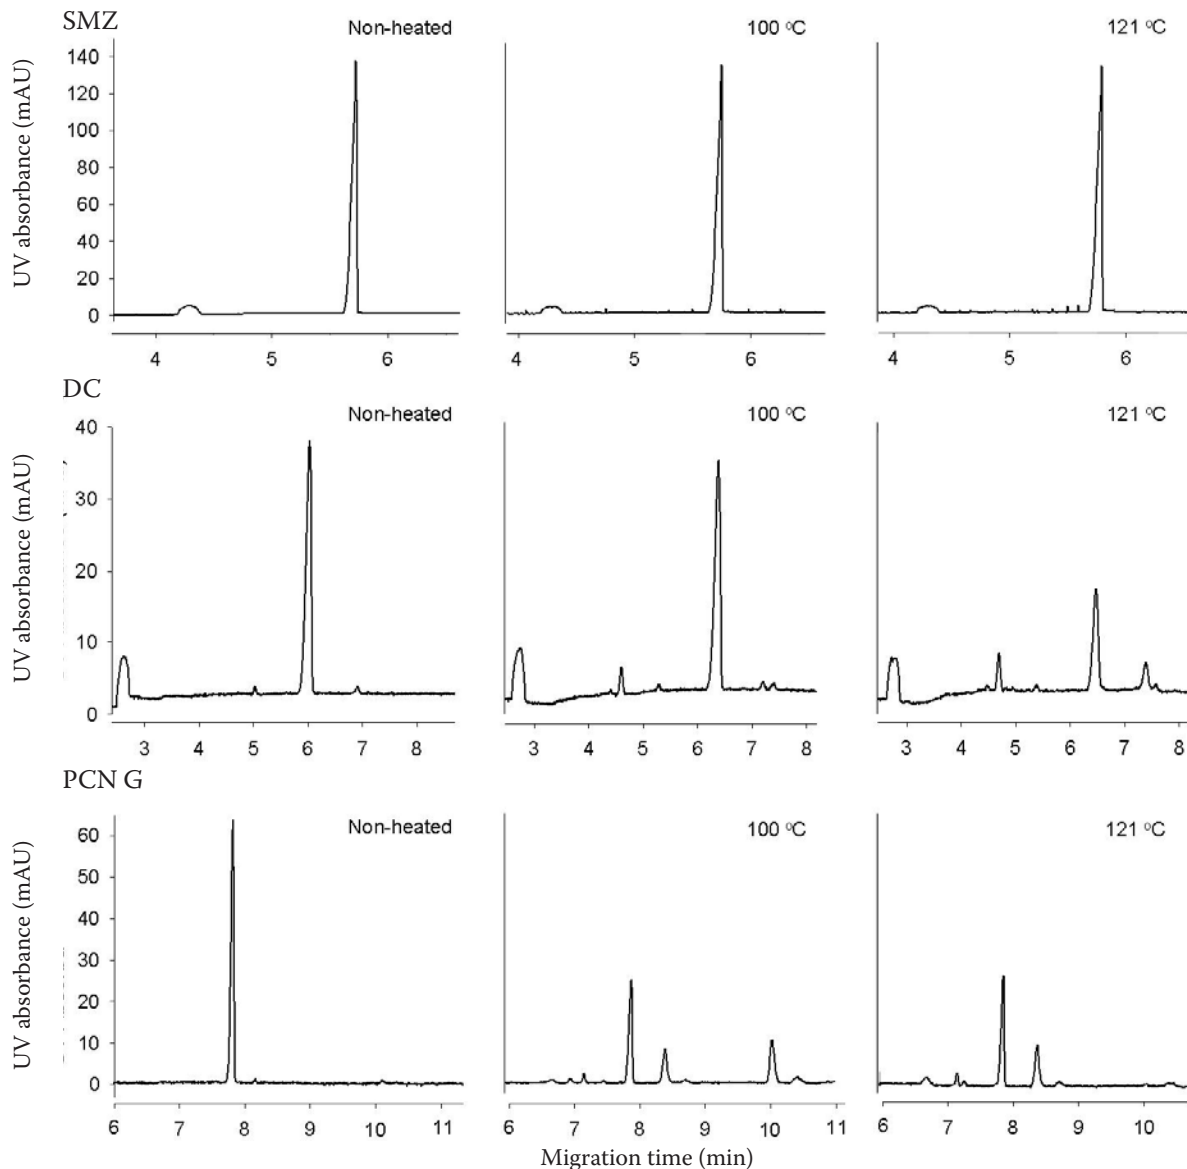 SMZ
Non-heated
100 °C
121 °C
UV absorbance (mAU)
140
120
100
80
60
40
20
0
4 5 6
4 5 6
4 5 6
DC
Non-heated
100 °C
121 °C
UV absorbance (mAU)
40
30
20
10
0
3 4 5 6 7 8
3 4 5 6 7 8
3 4 5 6 7 8
PCN G
Non-heated
100 °C
121 °C
UV absorbance (mAU)
60
50
40
30
20
10
0
6 7 8 9 10 11
6 7 8 9 10 11
6 7 8 9 10
Migration time (min)